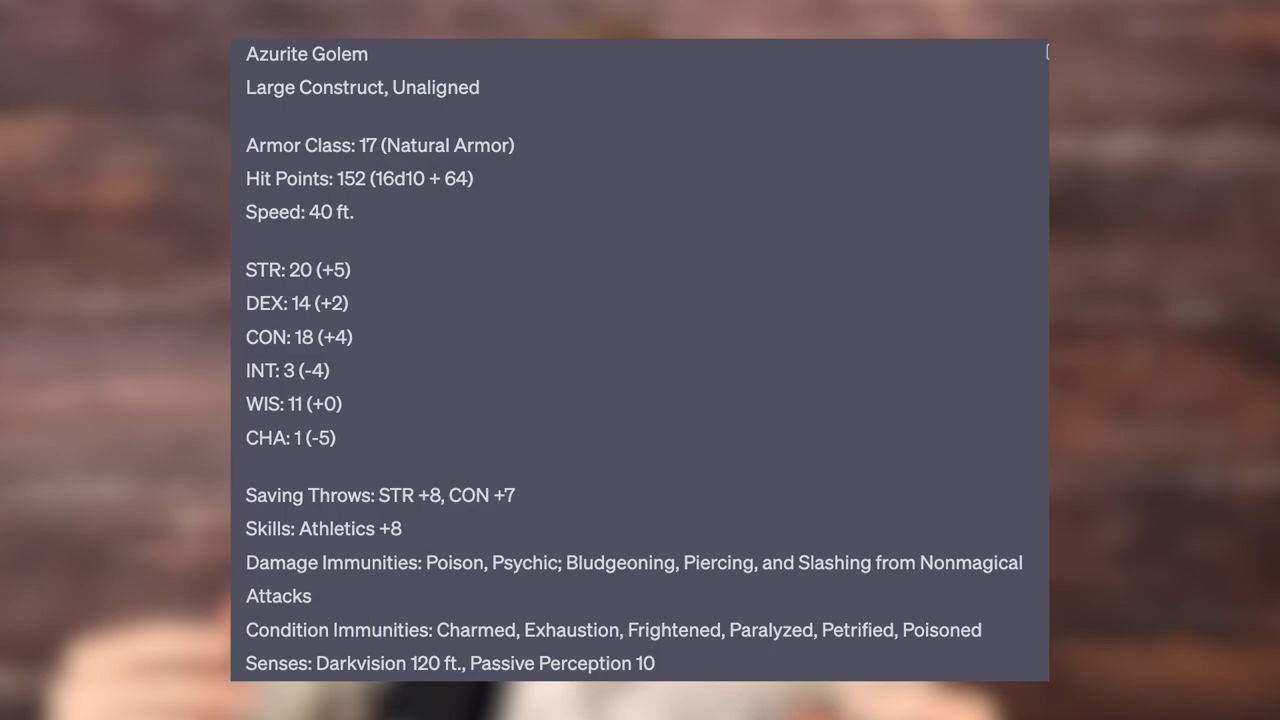 Azurite Golem
Large Construct, Unaligned
Armor Class: 17 (Natural Armor)
Hit Points: 152 (16d10 + 64)
Speed: 40 ft.
STR: 20 (+5)
DEX: 14 (+2)
CON: 18 (+4)
INT: 3 (-4)
WIS: 11 (+0)
CHA: 1 (-5)
Saving Throws: STR +8, CON +7
Skills: Athletics +8
Damage Immunities: Poison, Psychic; Bludgeoning, Piercing, and Slashing from Nonmagical
Attacks
Condition Immunities: Charmed, Exhaustion, Frightened, Paralyzed, Petrified, Poisoned
Senses: Darkvision 120 ft., Passive Perception 10